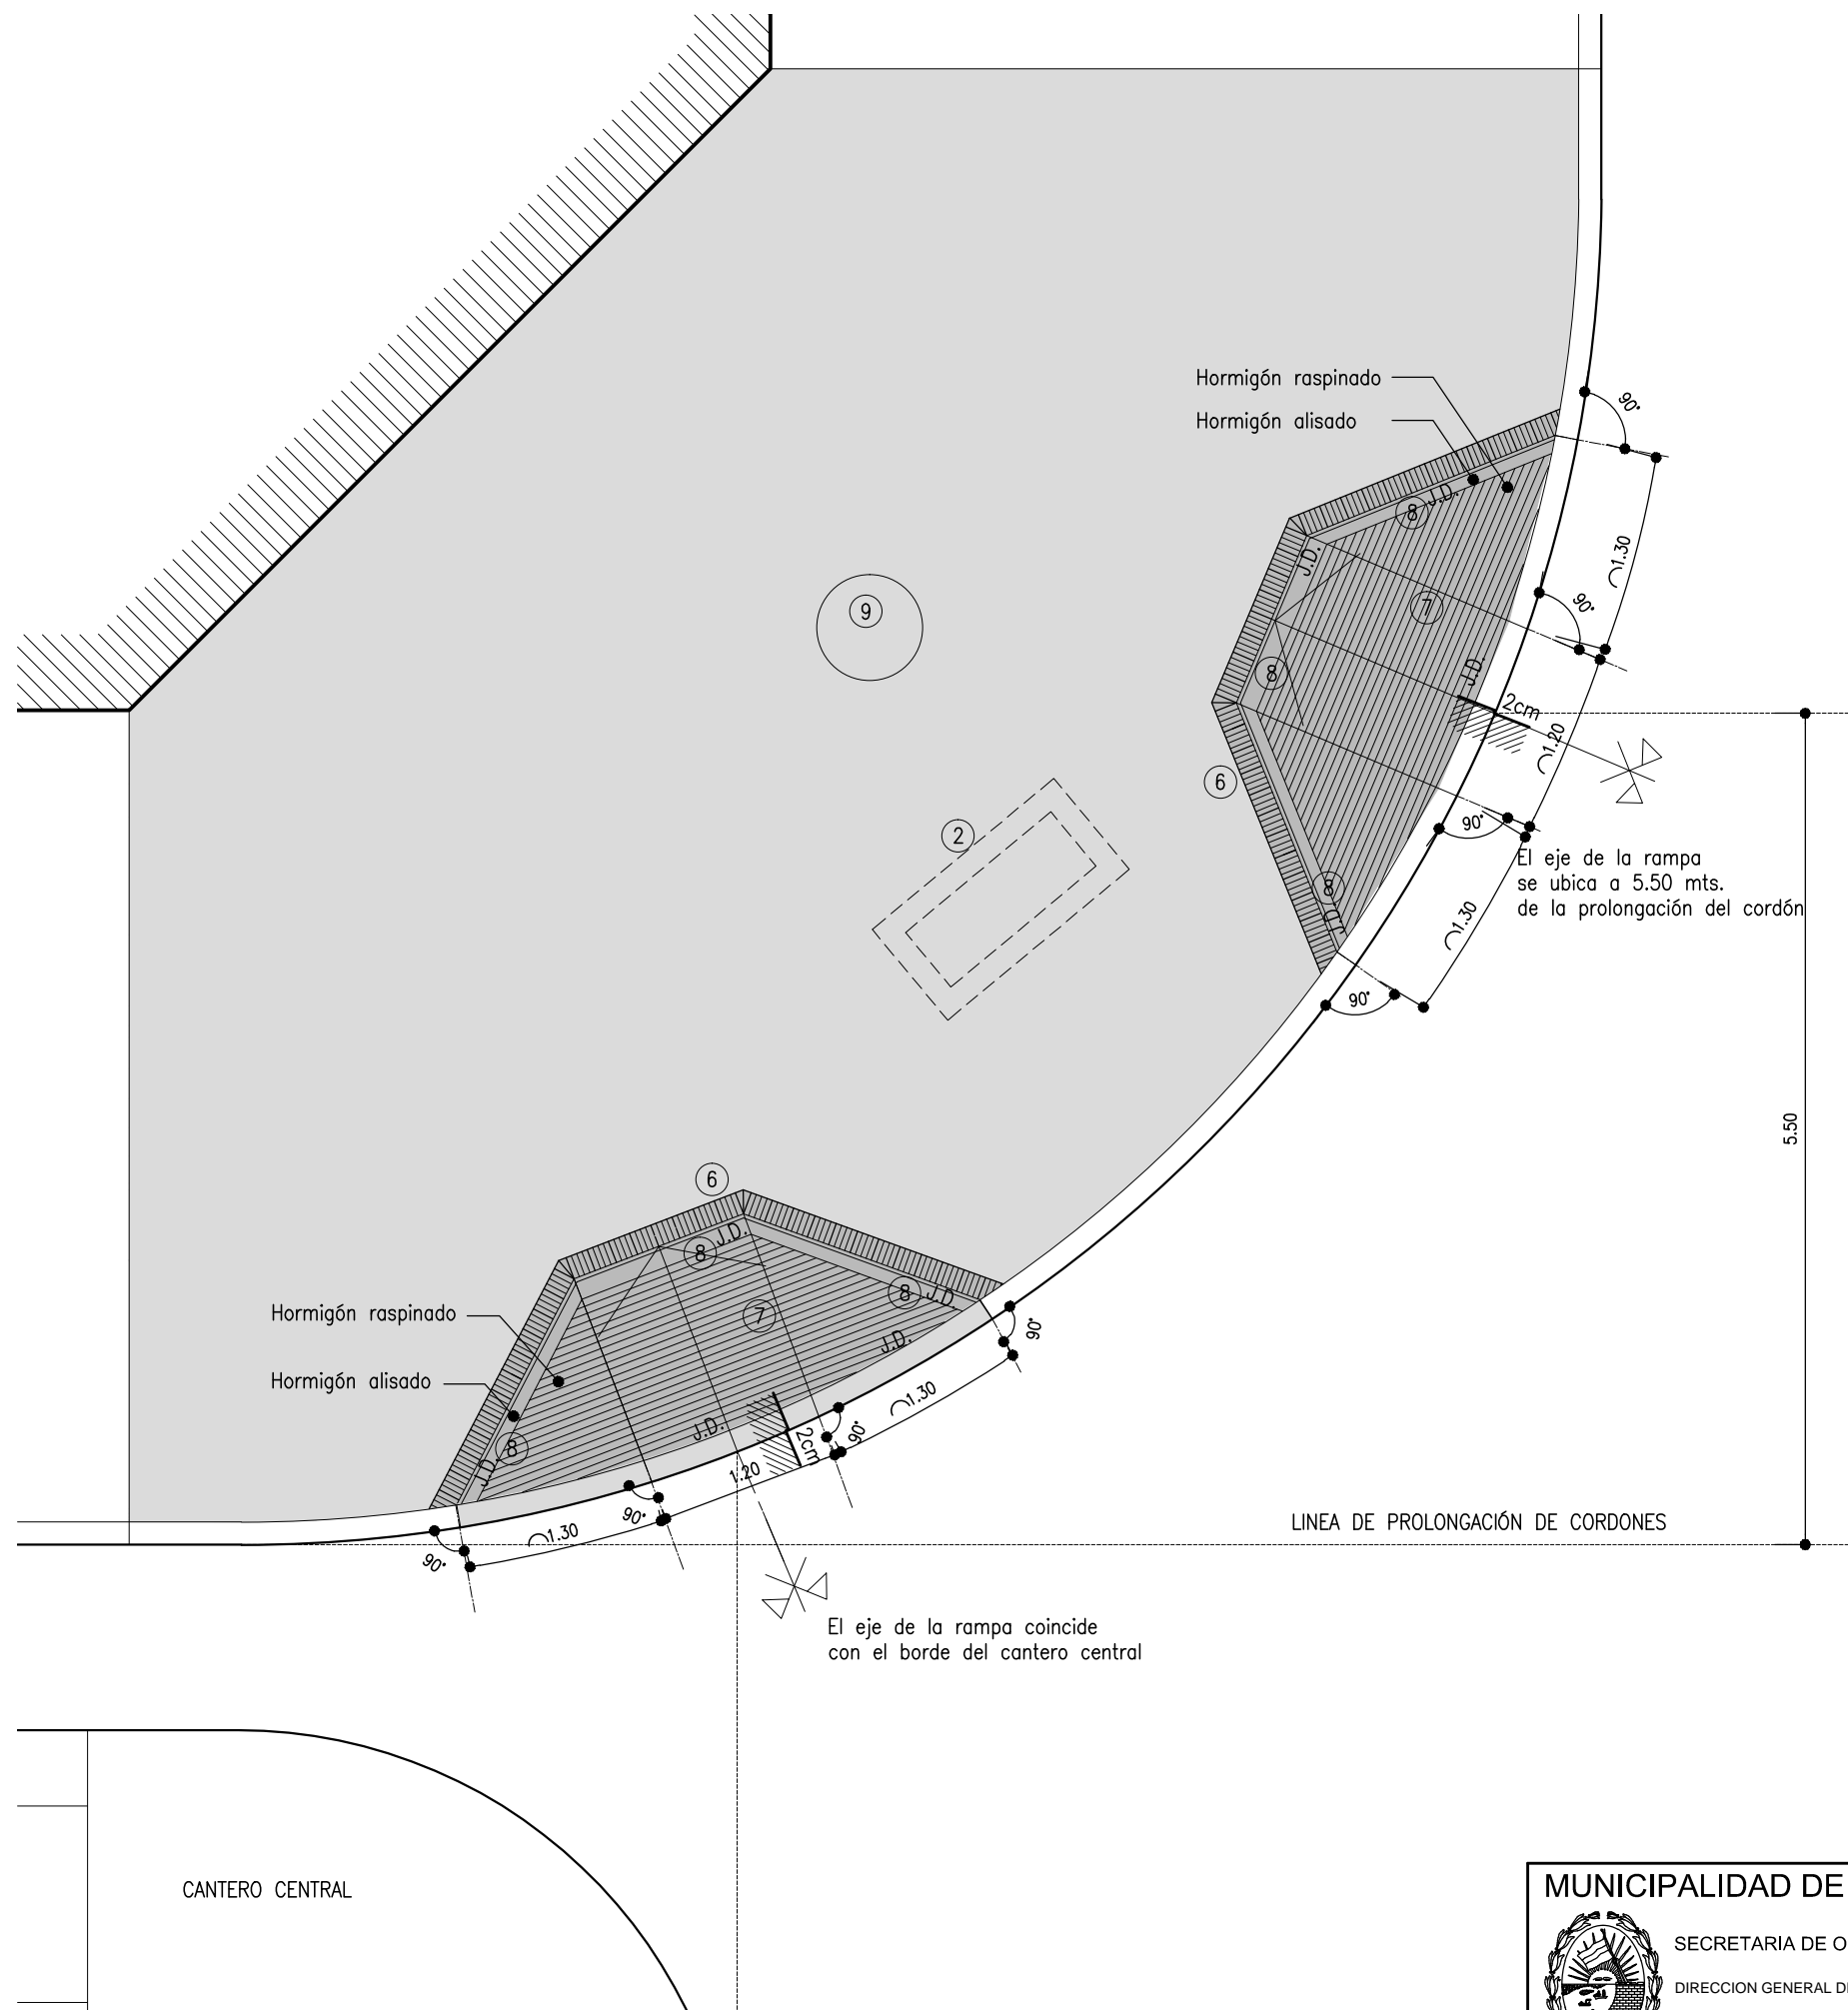 Hormigón raspinado
Hormigón alisado
90°
1.30
90°
8
J.D.
J.D.
7
9
8
J.D.
2cm
1.20
6
2
90°
El eje de la rampa
se ubica a 5.50 mts.
de la prolongación del cordón
8
J.D.
1.30
90°
5.50
6
J.D.
8
8
J.D.
7
J.D.
Hormigón raspinado
Hormigón alisado
90°
1.30
J.D.
8
J.D.
2cm
90°
1.20
90°
1.30
90°
LINEA DE PROLONGACIÓN DE CORDONES
El eje de la rampa coincide
con el borde del cantero central
CANTERO CENTRAL
MUNICIPALIDAD DE
SECRETARIA DE O
DIRECCION GENERAL D